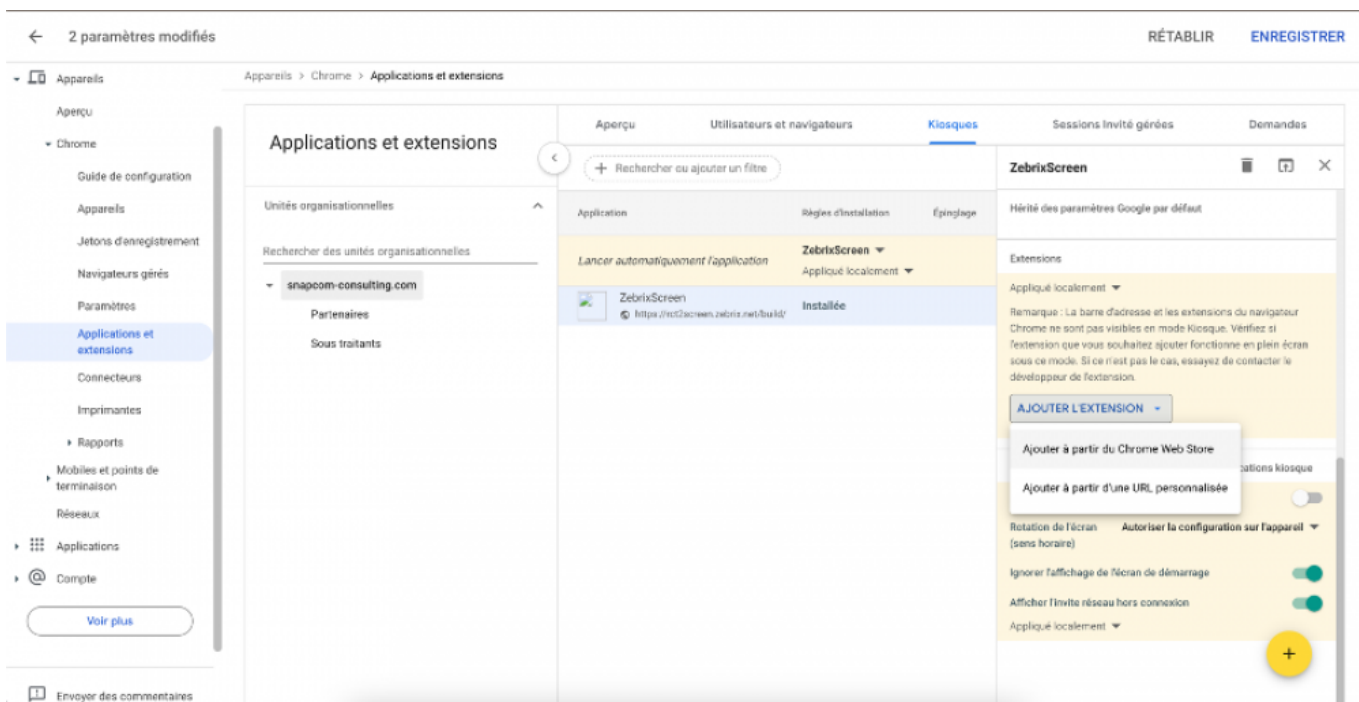 2 paramètres modifiés
RÉTABLIR
ENREGISTRER
Appareils
Aperçu
Chrome
Guide de configuration
Appareils
Jetons d'enregistrement
Navigateurs gérés
Paramètres
Applications et
extensions
Connecteurs
Imprimantes
Rapports
Mobiles et points de
terminaison
Réseaux
Applications
Compte
Voir plus
Envoyer des commentaires
Appareils > Chrome > Applications et extensions
Applications et extensions
Unités organisationnelles
Rechercher des unités organisationnelles
snapcom-consulting.com
Partenaires
Sous traitants
Aperçu
Utilisateurs et navigateurs
Kiosques
Sessions Invité gérées
Demandes
+ Rechercher ou ajouter un filtre
Application
Règles d'installation
Épinglage
Lancer automatiquement l'application
ZebrixScreen
Appliqué localement
ZebrixScreen
https://rct2screen.zebrix.net/build/
Installée
ZebrixScreen
Hérité des paramètres Google par défaut
Extensions
Appliqué localement
Remarque : La barre d'adresse et les extensions du navigateur
Chrome ne sont pas visibles en mode Kiosque. Vérifiez si
l'extension que vous souhaitez ajouter fonctionne en plein écran
sous ce mode. Si ce n'est pas le cas, essayez de contacter le
développeur de l'extension.
AJOUTER L'EXTENSION
Ajouter à partir du Chrome Web Store
Ajouter à partir d'une URL personnalisée
cations kiosque
Rotation de l'écran
(sens horaire)
Autoriser la configuration sur l'appareil
Ignorer l'affichage de l'écran de démarrage
Afficher l'invite réseau hors connexion
Appliqué localement
+